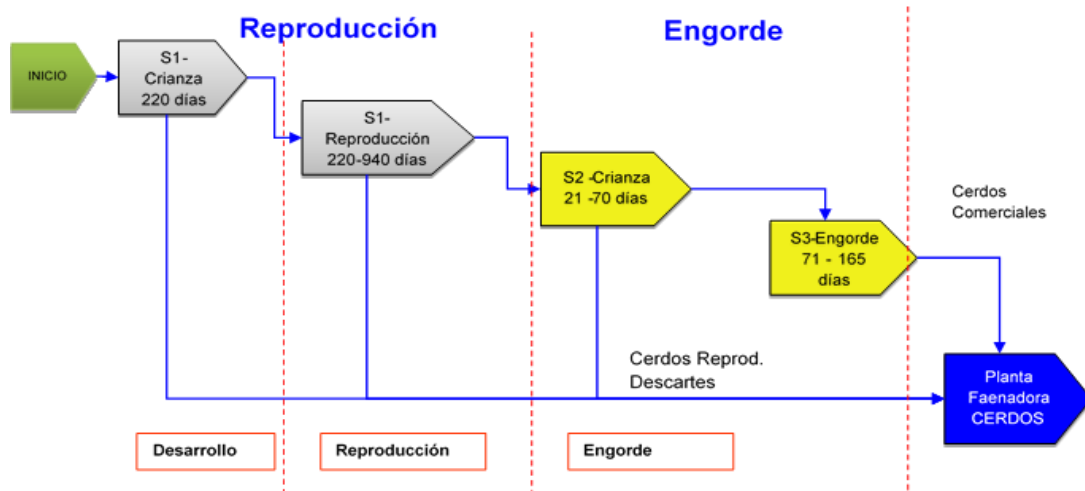 Reproducción
Engorde
INICIO
S1-
Crianza
220 días
S1-
Reproducción
220-940 días
S2 -Crianza
21 -70 días
S3-Engorde
71 - 165
días
Cerdos
Comerciales
Cerdos Reprod.
Descartes
Planta
Faenadora
CERDOS
Desarrollo
Reproducción
Engorde